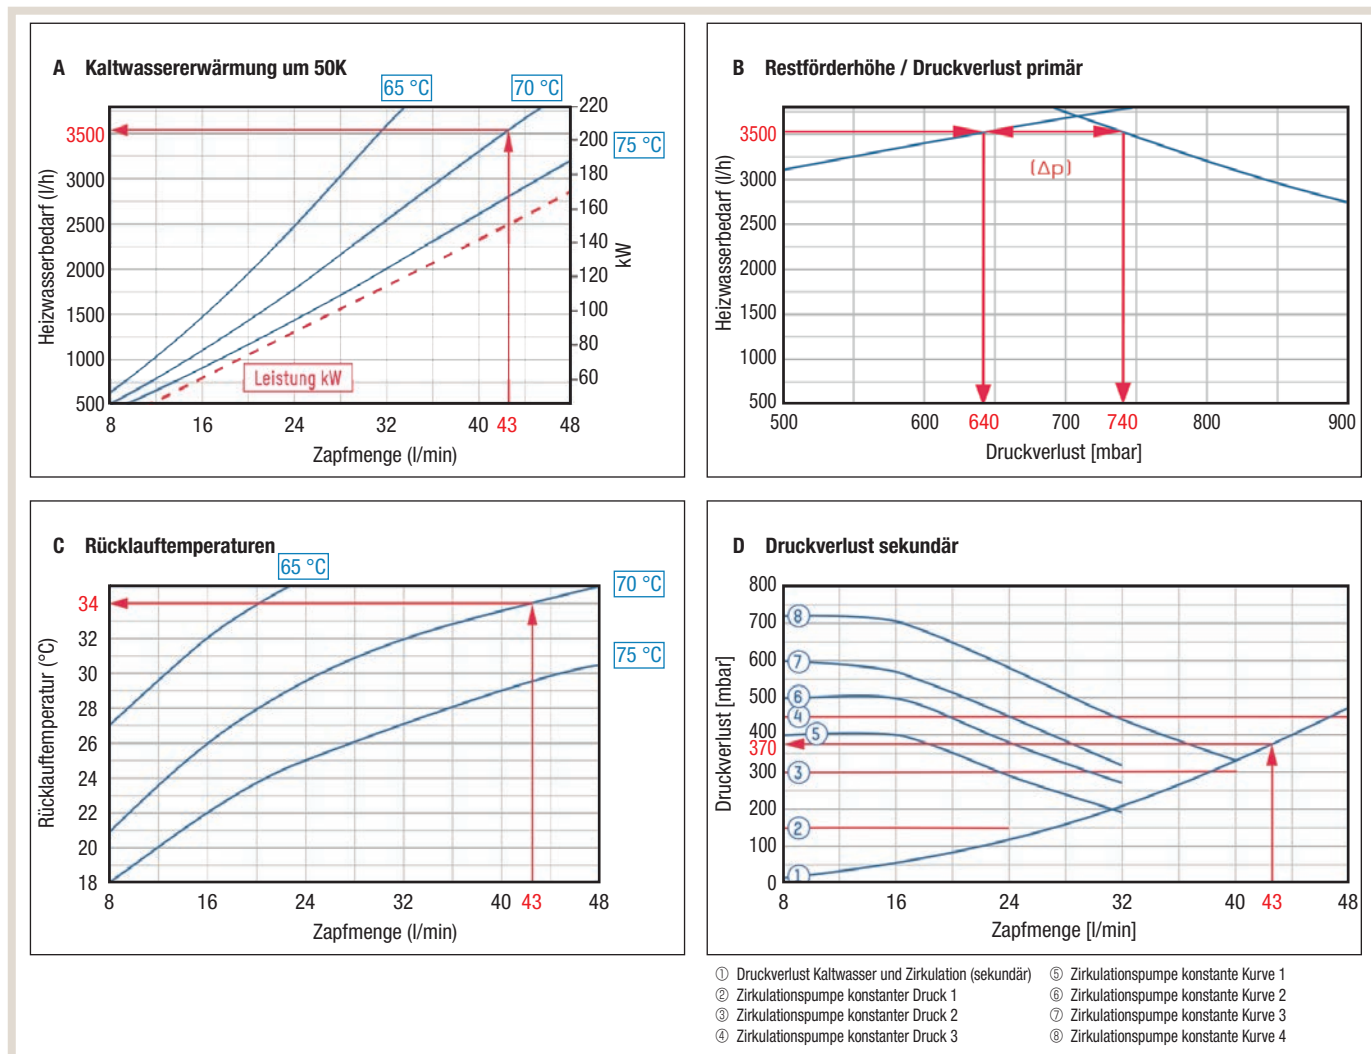 A Kaltwassererwärmung um 50K
65 °C
70 °C
75 °C
Heizwasserbedarf (l/h)
3500
3000
2500
2000
1500
1000
500
220
200
180
160
140
120
100
80
60
kW
Leistung kW
8 16 24 32 40 43 48
Zapfmenge (l/min)
B Restförderhöhe / Druckverlust primär
Heizwasserbedarf (l/h)
3500
3000
2500
2000
1500
1000
500
(Δp)
500 600 640 700 740 800 900
Druckverlust [mbar]
C Rücklauftemperaturen
65 °C
70 °C
75 °C
Rücklauftemperatur (°C)
34
32
30
28
26
24
22
20
18
8 16 24 32 40 43 48
Zapfmenge (l/min)
D Druckverlust sekundär
Druckverlust [mbar]
800
700
600
500
400
370
300
200
100
0
8
7
6
4
5
3
2
1
8 16 24 32 40 43 48
Zapfmenge [l/min]
① Druckverlust Kaltwasser und Zirkulation (sekundär)
② Zirkulationspumpe konstanter Druck 1
③ Zirkulationspumpe konstanter Druck 2
④ Zirkulationspumpe konstanter Druck 3
⑤ Zirkulationspumpe konstante Kurve 1
⑥ Zirkulationspumpe konstante Kurve 2
⑦ Zirkulationspumpe konstante Kurve 3
⑧ Zirkulationspumpe konstante Kurve 4